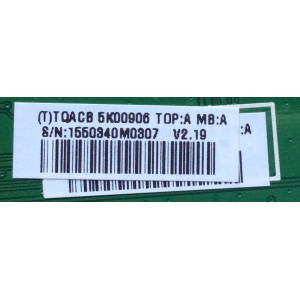 (T)TQACB 5K00906 TOP:A MB:A
S/N:1550340M0307 V2.19
:A